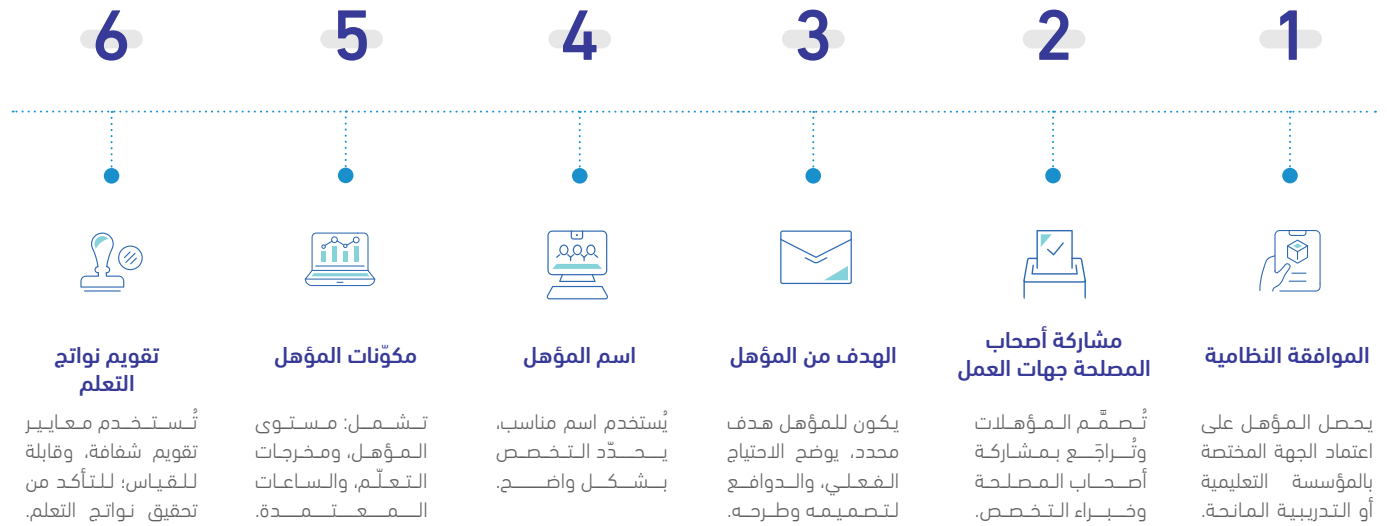 1
الموافقة النظامية
يحصل المؤهل على
اعتماد الجهة المختصة
بالمؤسسة التعليمية
أو التدريبية المانحة.
2
مشاركة أصحاب
المصلحة جهات العمل
تُصمَّم المؤهلات
وتُراجَع بمشاركة
أصحاب المصلحة
وخبراء التخصص.
3
الهدف من المؤهل
يكون للمؤهل هدف
محدد، يوضح الاحتياج
الفعلي، والدوافع
لتصميمه وطرحه.
4
اسم المؤهل
يُستخدم اسم مناسب،
يحدّد التخصص
بشكل واضح.
5
مكوّنات المؤهل
تشمل: مستوى
المؤهل، ومخرجات
التعلّم، والساعات
المعتمدة.
6
تقويم نواتج
التعلم
تُستخدم معايير
تقويم شفافة، وقابلة
للقياس؛ للتأكد من
تحقيق نواتج التعلم.